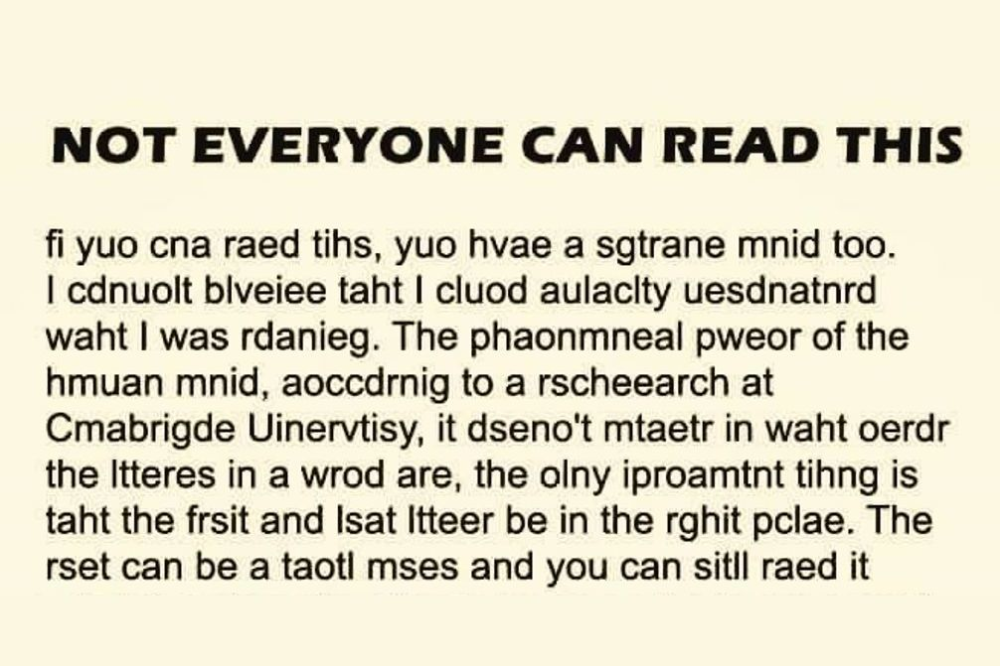 NOT EVERYONE CAN READ THIS
fi yuo cna raed tihs, yuo hvae a sgtrane mnid too.
I cdnuolt blveiee taht I cluod aulaclty uesdnatnrd
waht I was rdanieg. The phaonmneal pweor of the
hmuan mnid, aoccdrnig to a rscheearch at
Cmabrigde Uinervtisy, it dseno't mtaetr in waht oerdr
the ltteres in a wrod are, the olny iproamtnt tihng is
taht the frsit and lsat ltteer be in the rghit pclae. The
rset can be a taotl mses and you can sitll raed it